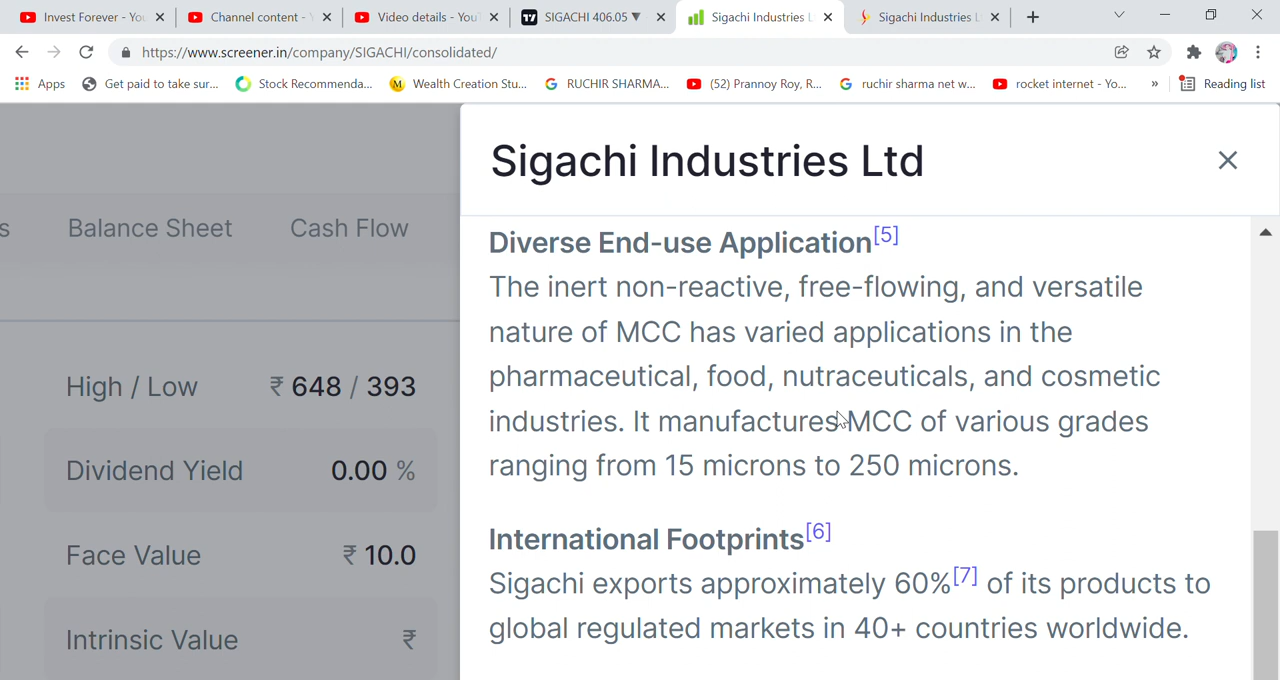 Invest Forever - You
Channel content -
Video details - YouT
SIGACHI 406.05 ▼
Sigachi Industries L
Sigachi Industries L
https://www.screener.in/company/SIGACHI/consolidated/
Apps
Get paid to take sur...
Stock Recommenda...
Wealth Creation Stu...
RUCHIR SHARMA...
(52) Prannoy Roy, R...
ruchir sharma net w...
rocket internet - Yo...
»
Reading list
Sigachi Industries Ltd
s
Balance Sheet
Cash Flow
High / Low ₹ 648 / 393
Dividend Yield 0.00 %
Face Value ₹ 10.0
Intrinsic Value ₹
Diverse End-use Application[5]
The inert non-reactive, free-flowing, and versatile
nature of MCC has varied applications in the
pharmaceutical, food, nutraceuticals, and cosmetic
industries. It manufactures MCC of various grades
ranging from 15 microns to 250 microns.
International Footprints[6]
Sigachi exports approximately 60%[7] of its products to
global regulated markets in 40+ countries worldwide.